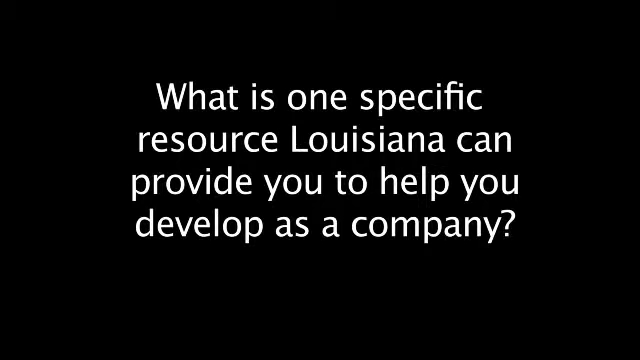 What is one specific
resource Louisiana can
provide you to help you
develop as a company?